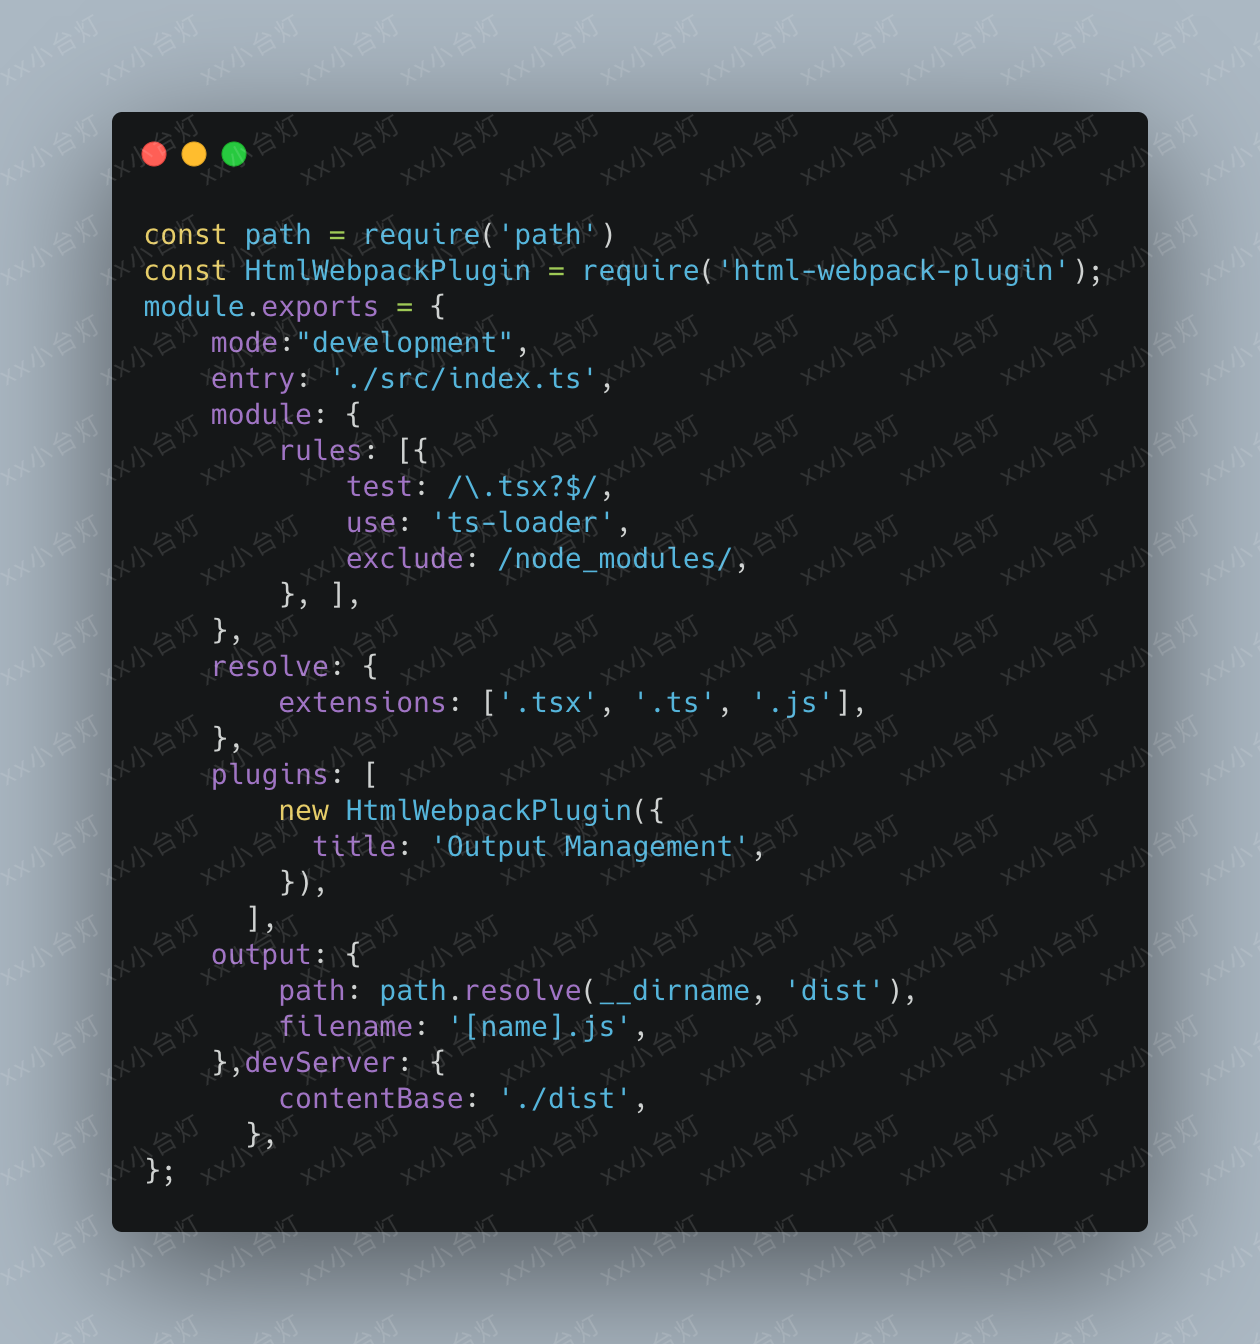 const path = require('path')
const HtmlWebpackPlugin = require('html-webpack-plugin');
module.exports = {
    mode:"development",
    entry: './src/index.ts',
    module: {
        rules: [{
            test: /\.tsx?$/,
            use: 'ts-loader',
            exclude: /node_modules/,
        }, ],
    },
    resolve: {
        extensions: ['.tsx', '.ts', '.js'],
    },
    plugins: [
        new HtmlWebpackPlugin({
          title: 'Output Management',
        }),
      ],
    output: {
        path: path.resolve(__dirname, 'dist'),
        filename: '[name].js',
    },devServer: {
        contentBase: './dist',
      },
};
xx小台灯